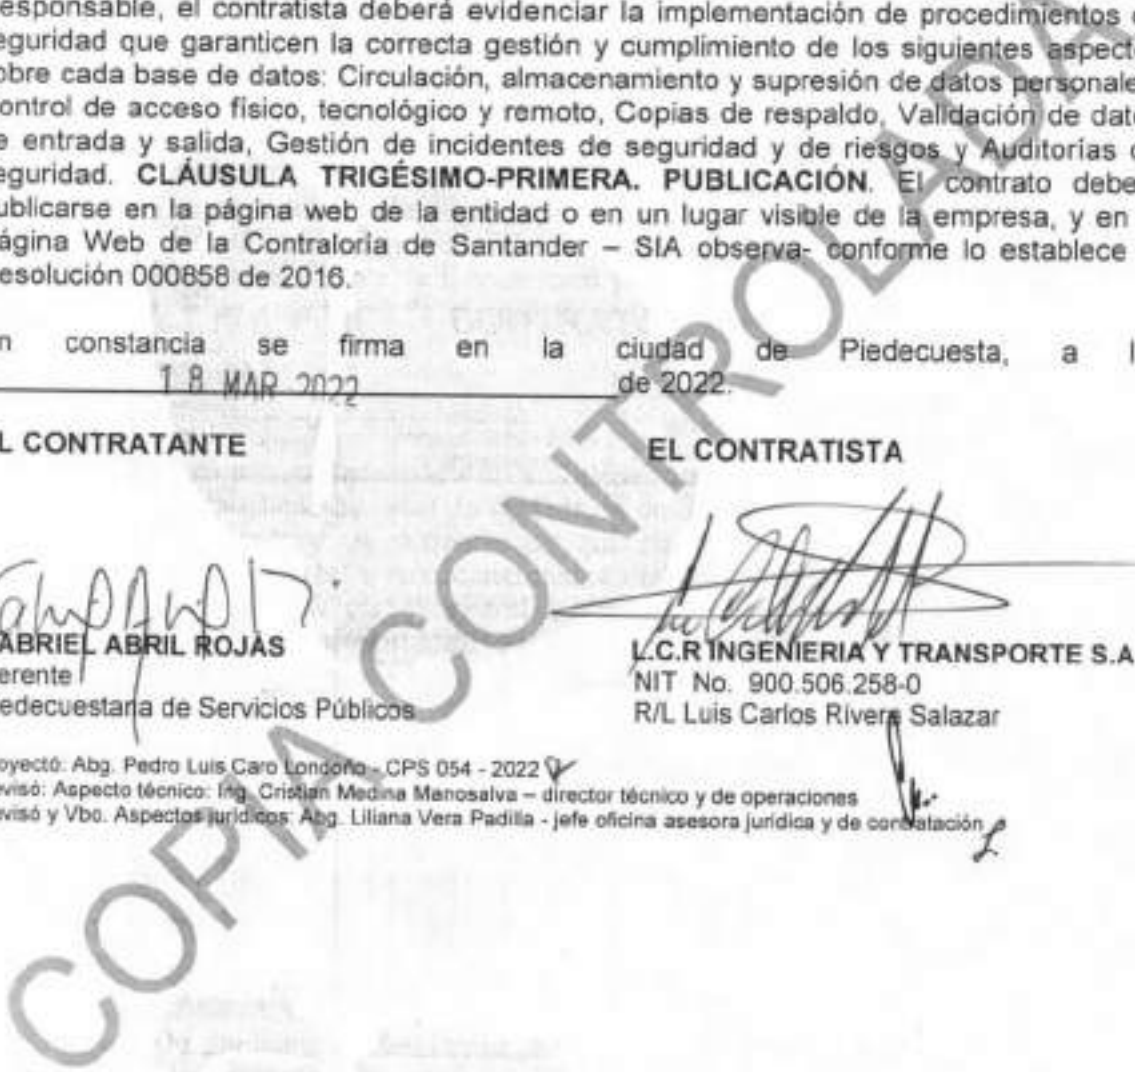 esponsable, el contratista deberá evidenciar la implementación de procedimientos
eguridad que garanticen la correcta gestión y cumplimiento de los siguientes aspect
obre cada base de datos: Circulación, almacenamiento y supresión de datos personale
ontrol de acceso físico, tecnológico y remoto, Copias de respaldo, Validación de dato
e entrada y salida, Gestión de incidentes de seguridad y de riesgos y Auditorías
eguridad. CLÁUSULA TRIGÉSIMO-PRIMERA. PUBLICACIÓN. El contrato debe
ublicarse en la página web de la entidad o en un lugar visible de la empresa, y en
ágina Web de la Contraloría de Santander – SIA observa- conforme lo establece
esolución 000858 de 2016.
n constancia se firma en la ciudad de Piedecuesta, a l
18 MAR 2022 de 2022.
L CONTRATANTE
EL CONTRATISTA
ABRIEL ABRIL ROJAS
erente
edecuestana de Servicios Públicos
L.C.R INGENIERIA Y TRANSPORTE S.A
NIT No. 900.506.258-0
R/L Luis Carlos Rivera Salazar
oyectó: Abg. Pedro Luis Caro Londoño - CPS 054 - 2022
visó: Aspecto técnico: Ing. Cristian Medina Manosalva – director técnico y de operaciones
visó y Vbo. Aspectos jurídicos: Abg. Liliana Vera Padilla - jefe oficina asesora jurídica y de contratación
COPIA CONTROLADA